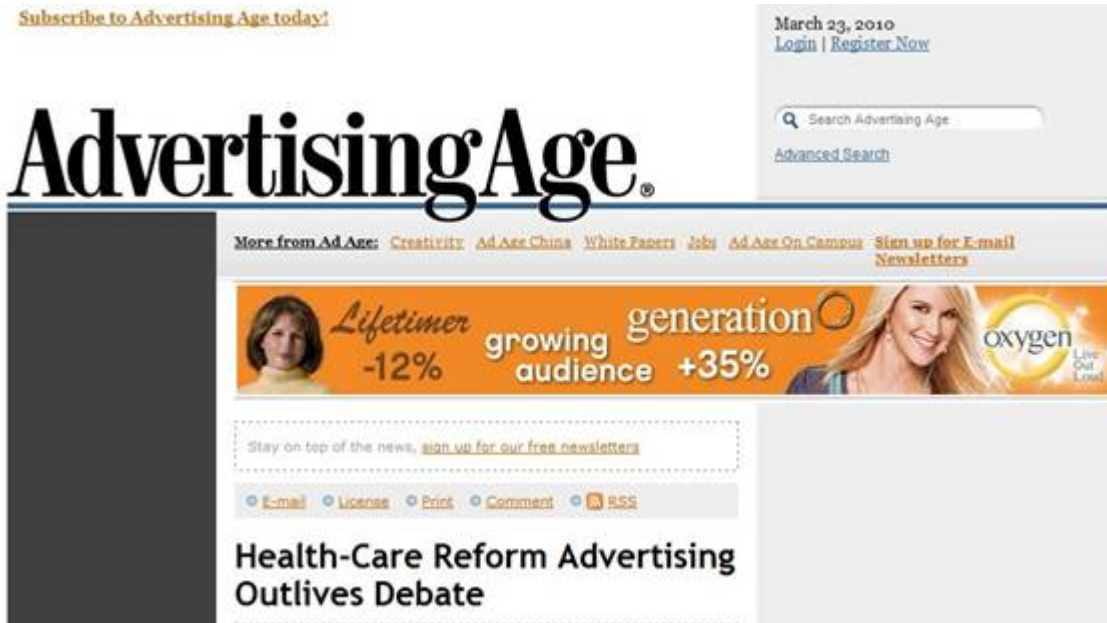 Subscribe to Advertising Age today!
March 23, 2010
Login | Register Now
Search Advertising Age
Advanced Search
AdvertisingAge®
More from Ad Age: Creativity Ad Age China White Papers Jobs Ad Age On Campus Sign up for E-mail
Newsletters
Lifetimer
-12%
growing
audience
generation O
+35%
oxygen
Live
Out
Loud
Stay on top of the news, sign up for our free newsletters
E-mail License Print Comment RSS
Health-Care Reform Advertising
Outlives Debate